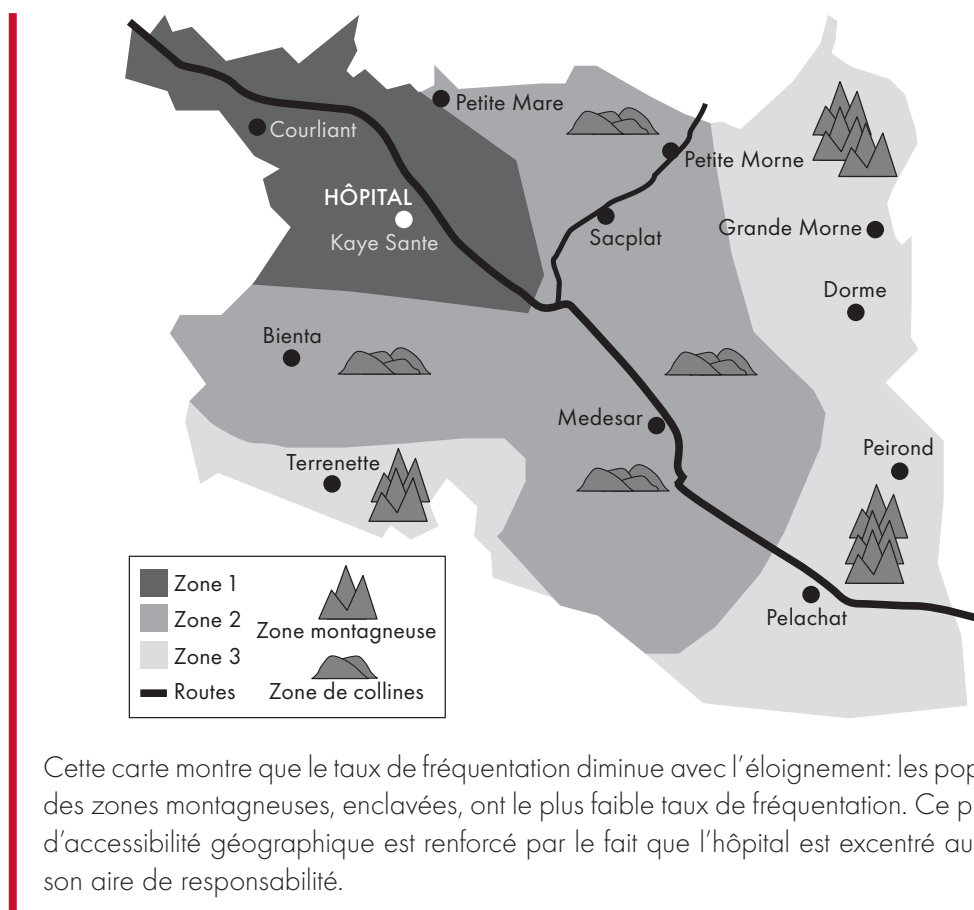 Petite Mare
Courliant
Petite Morne
HÔPITAL
Kaye Sante
Sacplat
Grande Morne
Dorme
Bienta
Medesar
Peirond
Terrenette
Pelachat
Zone 1
Zone 2
Zone 3
Routes
Zone montagneuse
Zone de collines
Cette carte montre que le taux de fréquentation diminue avec l’éloignement: les pop
des zones montagneuses, enclavées, ont le plus faible taux de fréquentation. Ce p
d’accessibilité géographique est renforcé par le fait que l’hôpital est excentré au
son aire de responsabilité.